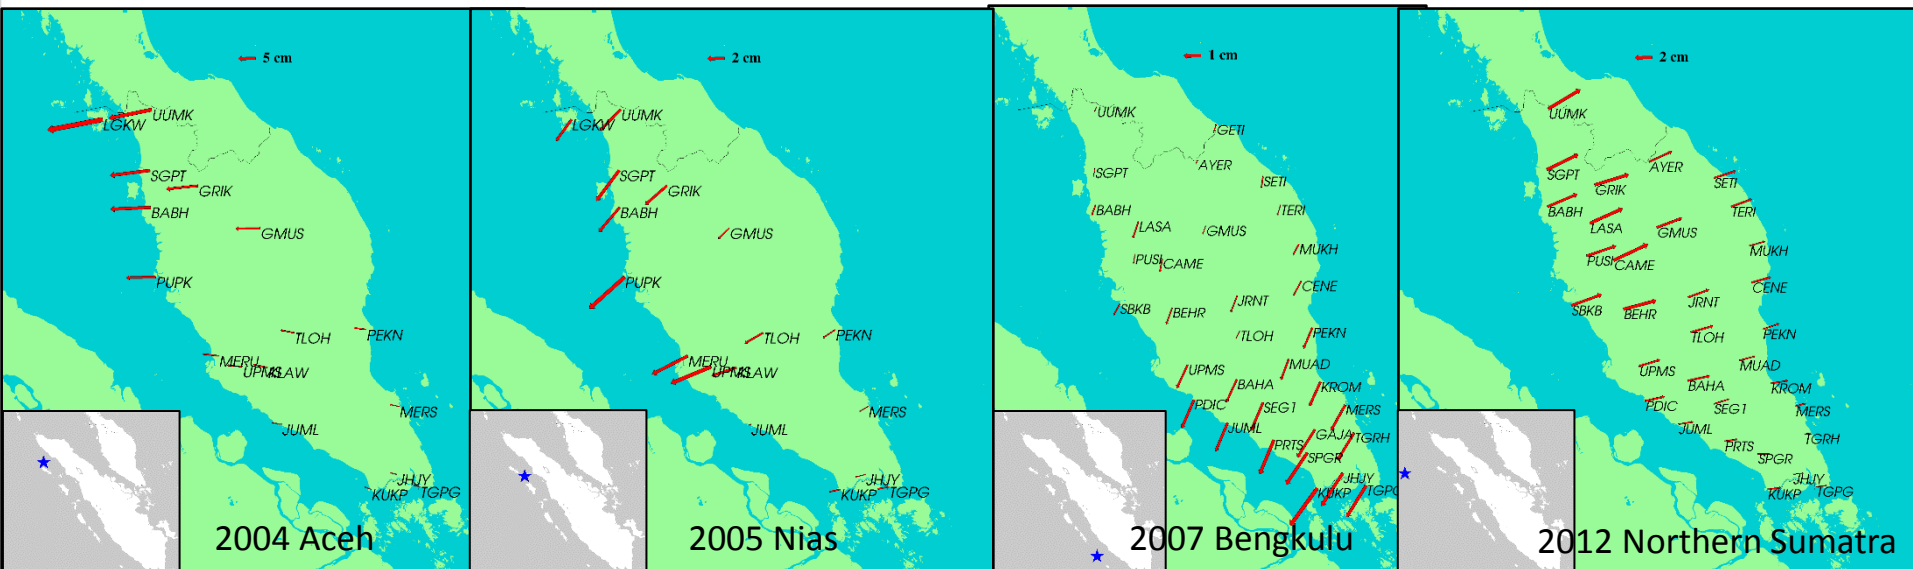 5 cm
UUMK
LGKW
SGPT
GRIK
BABH
GMUS
PUPK
TLOH
PEKN
MERU
UPMS
KLAW
MERS
JUML
JHJY
KUKP
TGPG
2004 Aceh
2 cm
UUMK
LGKW
SGPT
GRIK
BABH
GMUS
PUPK
TLOH
PEKN
MERU
UPMS
KLAW
MERS
JUML
JHJY
KUKP
TGPG
2005 Nias
1 cm
UUMK
GETI
AYER
SGPT
SETI
BABH
TERI
LASA
GMUS
MUKH
PUSI
CAME
CENE
JRNT
SBKB
BEHR
TLOH
PEKN
MUAD
UPMS
BAHA
KROM
PDIC
SEG1
MERS
JUML
GAJA
TGRH
PRTS
SPGR
JHJY
KUKP
TGPG
2007 Bengkulu
2 cm
UUMK
AYER
SGPT
SETI
GRIK
BABH
TERI
LASA
GMUS
MUKH
PUSI
CAME
CENE
JRNT
SBKB
BEHR
TLOH
PEKN
MUAD
UPMS
BAHA
KROM
PDIC
SEG1
MERS
JUML
TGRH
PRTS
SPGR
JHJY
KUKP
TGPG
2012 Northern Sumatra